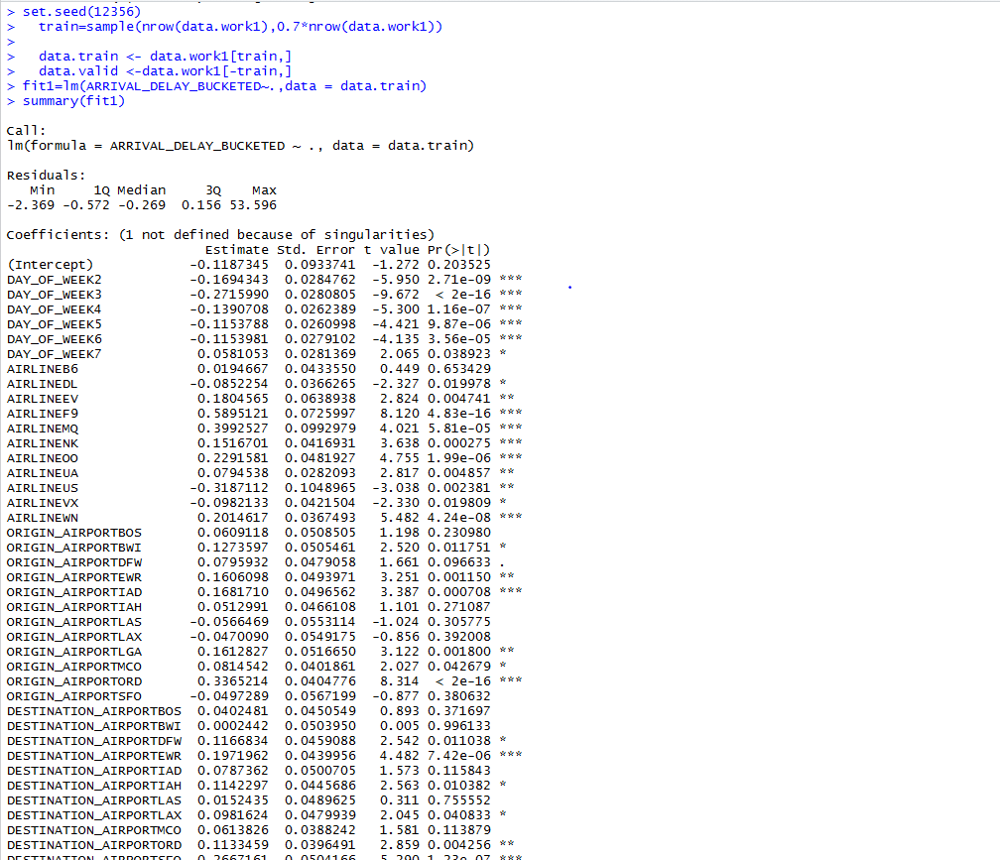 > set.seed(12356)
>   train=sample(nrow(data.work1),0.7*nrow(data.work1))
>
>   data.train <- data.work1[train,]
>   data.valid <-data.work1[-train,]
> fit1=lm(ARRIVAL_DELAY_BUCKETED~.,data = data.train)
> summary(fit1)
Call:
lm(formula = ARRIVAL_DELAY_BUCKETED ~ ., data = data.train)
Residuals:
Min 1Q Median 3Q Max
-2.369 -0.572 -0.269 0.156 53.596
Coefficients: (1 not defined because of singularities)
Estimate Std. Error t value Pr(>|t|)
(Intercept) -0.1187345 0.0933741 -1.272 0.203525
DAY_OF_WEEK2 -0.1694343 0.0284762 -5.950 2.71e-09 ***
DAY_OF_WEEK3 -0.2715990 0.0280805 -9.672 < 2e-16 ***
DAY_OF_WEEK4 -0.1390708 0.0262389 -5.300 1.16e-07 ***
DAY_OF_WEEK5 -0.1153788 0.0260998 -4.421 9.87e-06 ***
DAY_OF_WEEK6 -0.1153981 0.0279102 -4.135 3.56e-05 ***
DAY_OF_WEEK7 0.0581053 0.0281369 2.065 0.038923 *
AIRLINEB6 0.0194667 0.0433550 0.449 0.653429
AIRLINEDL -0.0852254 0.0366265 -2.327 0.019978 *
AIRLINEEV 0.1804565 0.0638938 2.824 0.004741 **
AIRLINEF9 0.5895121 0.0725997 8.120 4.83e-16 ***
AIRLINEMQ 0.3992527 0.0992979 4.021 5.81e-05 ***
AIRLINENK 0.1516701 0.0416931 3.638 0.000275 ***
AIRLINEOO 0.2291581 0.0481927 4.755 1.99e-06 ***
AIRLINEUA 0.0794538 0.0282093 2.817 0.004857 **
AIRLINEUS -0.3187112 0.1048965 -3.038 0.002381 **
AIRLINEVX -0.0982133 0.0421504 -2.330 0.019809 *
AIRLINEWN 0.2014617 0.0367493 5.482 4.24e-08 ***
ORIGIN_AIRPORTBOS 0.0609118 0.0508505 1.198 0.230980
ORIGIN_AIRPORTBWI 0.1273597 0.0505461 2.520 0.011751 *
ORIGIN_AIRPORTDFW 0.0795932 0.0479058 1.661 0.096633 .
ORIGIN_AIRPORTEWR 0.1606098 0.0493971 3.251 0.001150 **
ORIGIN_AIRPORTIAD 0.1681710 0.0496562 3.387 0.000708 ***
ORIGIN_AIRPORTIAH 0.0512991 0.0466108 1.101 0.271087
ORIGIN_AIRPORTLAS -0.0566469 0.0553114 -1.024 0.305775
ORIGIN_AIRPORTLAX -0.0470090 0.0549175 -0.856 0.392008
ORIGIN_AIRPORTLGA 0.1612827 0.0516650 3.122 0.001800 **
ORIGIN_AIRPORTMCO 0.0814542 0.0401861 2.027 0.042679 *
ORIGIN_AIRPORTORD 0.3365214 0.0404776 8.314 < 2e-16 ***
ORIGIN_AIRPORTSFO -0.0497289 0.0567199 -0.877 0.380632
DESTINATION_AIRPORTBOS 0.0402481 0.0450549 0.893 0.371697
DESTINATION_AIRPORTBWI 0.0002442 0.0503950 0.005 0.996133
DESTINATION_AIRPORTDFW 0.1166834 0.0459088 2.542 0.011038 *
DESTINATION_AIRPORTEWR 0.1971962 0.0439956 4.482 7.42e-06 ***
DESTINATION_AIRPORTIAD 0.0787362 0.0500705 1.573 0.115843
DESTINATION_AIRPORTIAH 0.1142297 0.0445686 2.563 0.010382 *
DESTINATION_AIRPORTLAS 0.0152435 0.0489625 0.311 0.755552
DESTINATION_AIRPORTLAX 0.0981624 0.0479939 2.045 0.040833 *
DESTINATION_AIRPORTMCO 0.0613826 0.0388242 1.581 0.113879
DESTINATION_AIRPORTORD 0.1133459 0.0396491 2.859 0.004256 **
DESTINATION_AIRPORTSFO 0.2667161 0.0504166 5.290 1.23e-07 ***